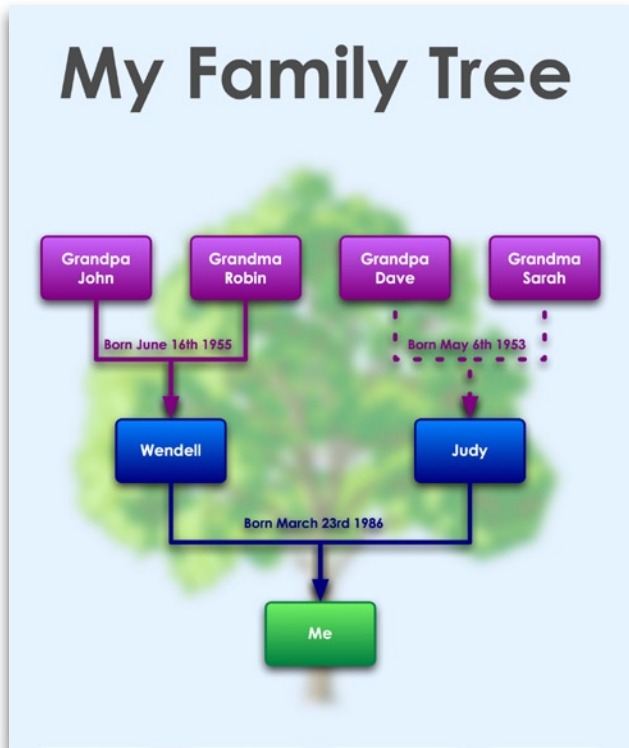 My Family Tree
Grandpa
John
Grandma
Robin
Grandpa
Dave
Grandma
Sarah
Born June 16th 1955
Born May 6th 1953
Wendell
Judy
Born March 23rd 1986
Me